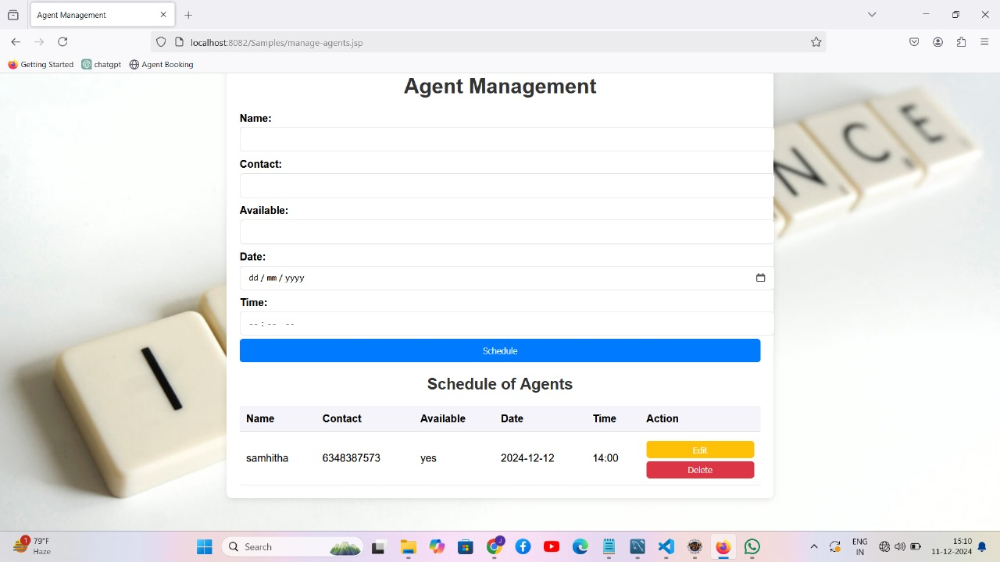 Agent Management
localhost:8082/Samples/manage-agents.jsp
Getting Started chatgpt Agent Booking
Agent Management
Name:
Contact:
Available:
Date:
dd / mm / yyyy
Time:
-- : -- --
Schedule
Schedule of Agents
Name Contact Available Date Time Action
samhitha 6348387573 yes 2024-12-12 14:00 Edit
Delete
I
N C E
1 79°F
Haze
Search
J
ENG
IN
15:10
11-12-2024